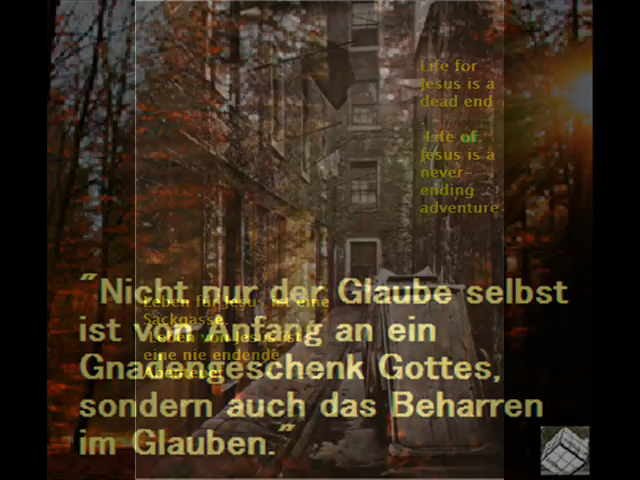 Life for
Jesus is a
dead end
Life of
Jesus is a
never-
ending
adventure
"Nicht nur der Glaube selbst
ist von Anfang an ein
Gnadengeschenk Gottes,
sondern auch das Beharren
im Glauben."
Leben für Jesus ist eine
Sackgasse
Leben von Jesus ist
eine nie endende
Abenteuer